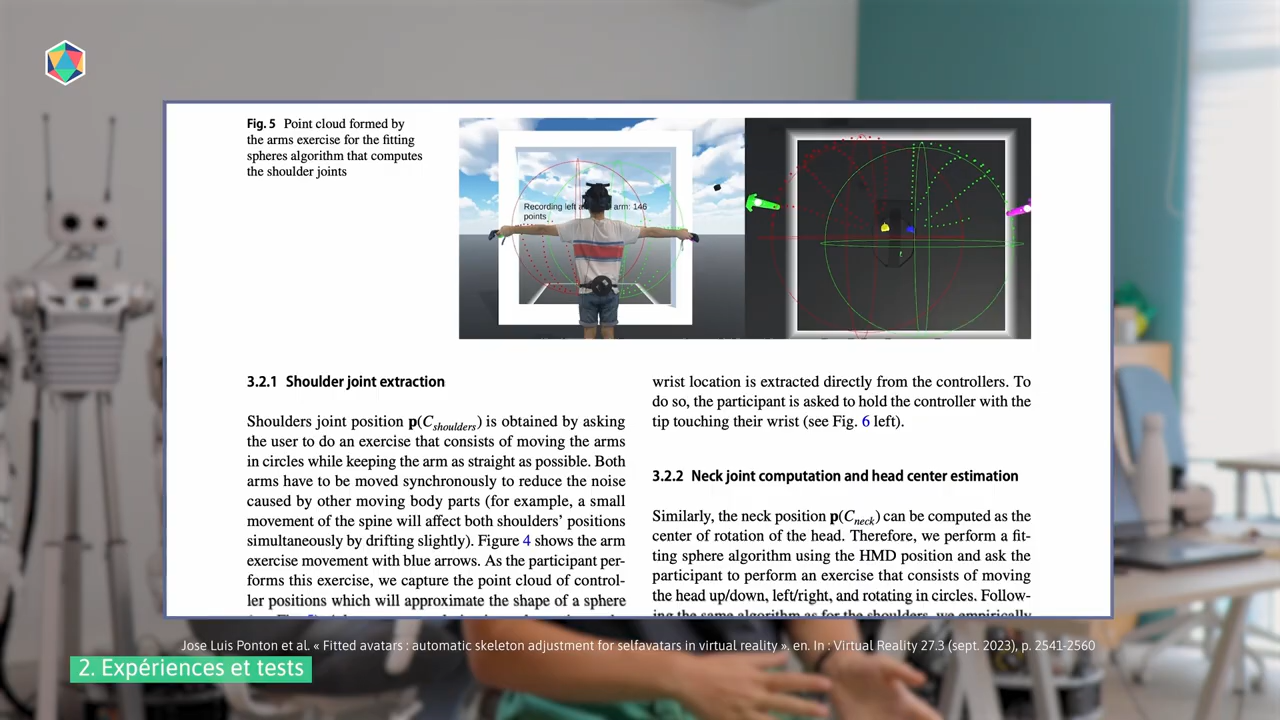 Fig. 5 Point cloud formed by
the arms exercise for the fitting
spheres algorithm that computes
the shoulder joints
Recording left a arm: 146
points
3.2.1 Shoulder joint extraction
Shoulders joint position p(Cshoulders) is obtained by asking
the user to do an exercise that consists of moving the arms
in circles while keeping the arm as straight as possible. Both
arms have to be moved synchronously to reduce the noise
caused by other moving body parts (for example, a small
movement of the spine will affect both shoulders' positions
simultaneously by drifting slightly). Figure 4 shows the arm
exercise movement with blue arrows. As the participant per-
forms this exercise, we capture the point cloud of control-
ler positions which will approximate the shape of a sphere
wrist location is extracted directly from the controllers. To
do so, the participant is asked to hold the controller with the
tip touching their wrist (see Fig. 6 left).
3.2.2 Neck joint computation and head center estimation
Similarly, the neck position p(Cneck) can be computed as the
center of rotation of the head. Therefore, we perform a fit-
ting sphere algorithm using the HMD position and ask the
participant to perform an exercise that consists of moving
the head up/down, left/right, and rotating in circles. Follow-
ing the same algorithm as for the shoulders, we empirically
Jose Luis Ponton et al. « Fitted avatars : automatic skeleton adjustment for selfavatars in virtual reality ». en. In : Virtual Reality 27.3 (sept. 2023), p. 2541-2560
2. Expériences et tests